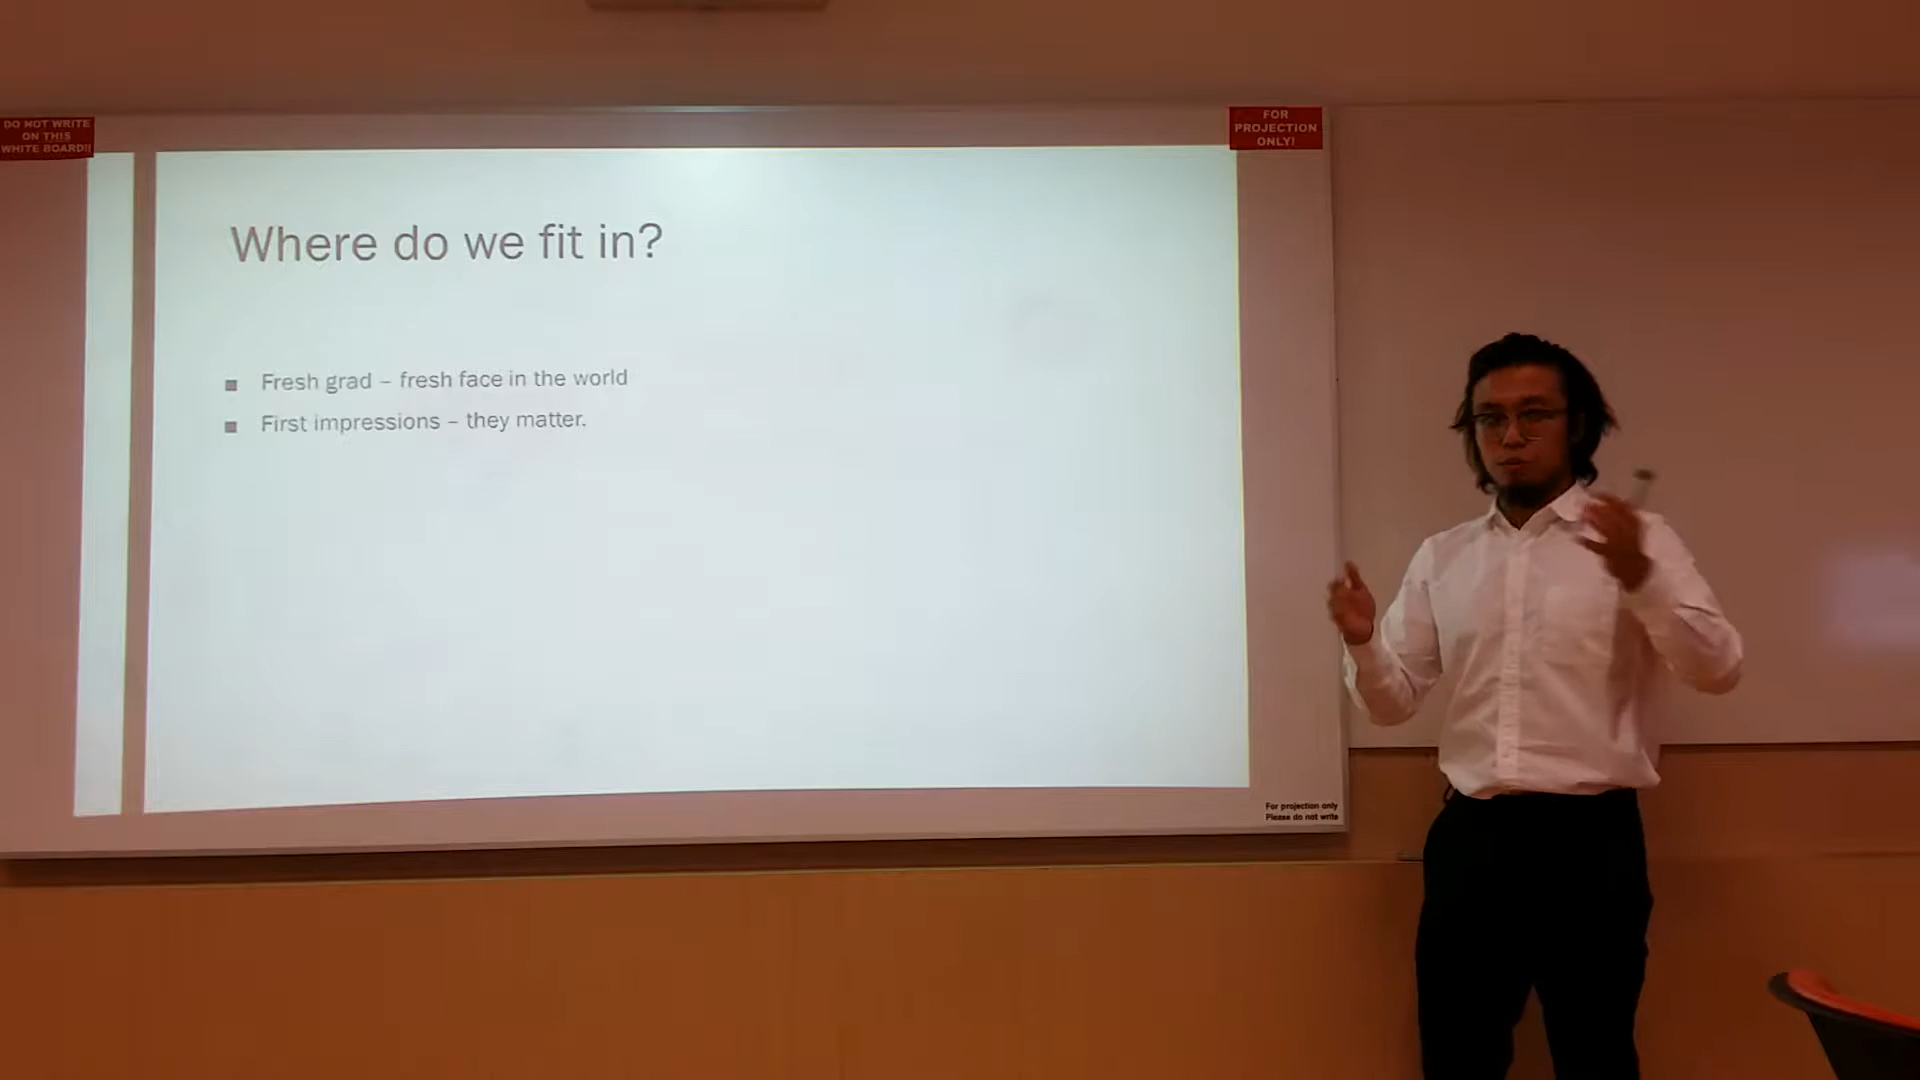 DO NOT WRITE
ON THIS
WHITE BOARD!!
FOR
PROJECTION
ONLY!
Where do we fit in?
Fresh grad – fresh face in the world
First impressions – they matter.
For projection only
Please do not write